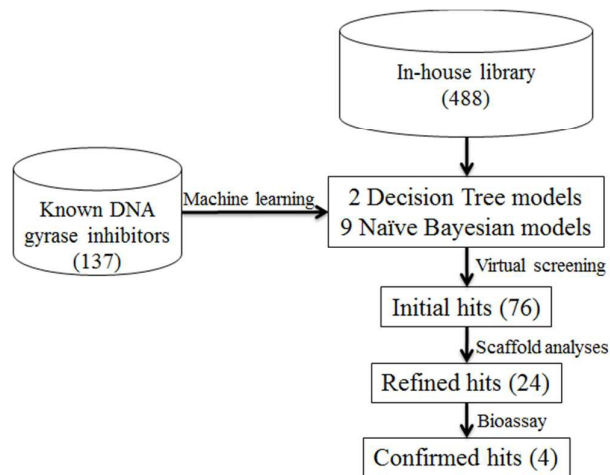 In-house library
(488)
Known DNA
gyrase inhibitors
(137)
Machine learning
2 Decision Tree models
9 Naïve Bayesian models
Virtual screening
Initial hits (76)
Scaffold analyses
Refined hits (24)
Bioassay
Confirmed hits (4)